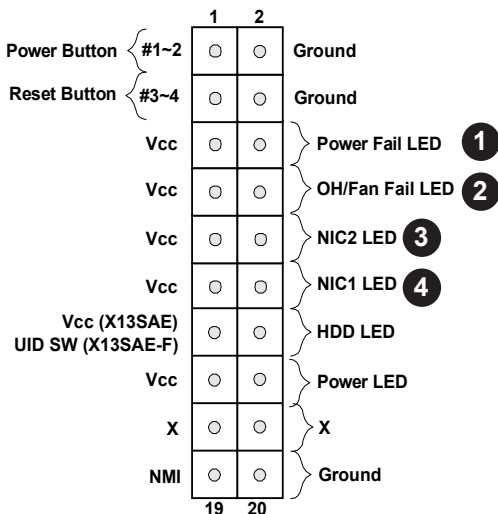 1 2
Power Button #1~2 Ground
Reset Button #3~4 Ground
Vcc Power Fail LED 1
Vcc OH/Fan Fail LED 2
Vcc NIC2 LED 3
Vcc NIC1 LED 4
Vcc (X13SAE)
UID SW (X13SAE-F) HDD LED
Vcc Power LED
X X
NMI Ground
19 20